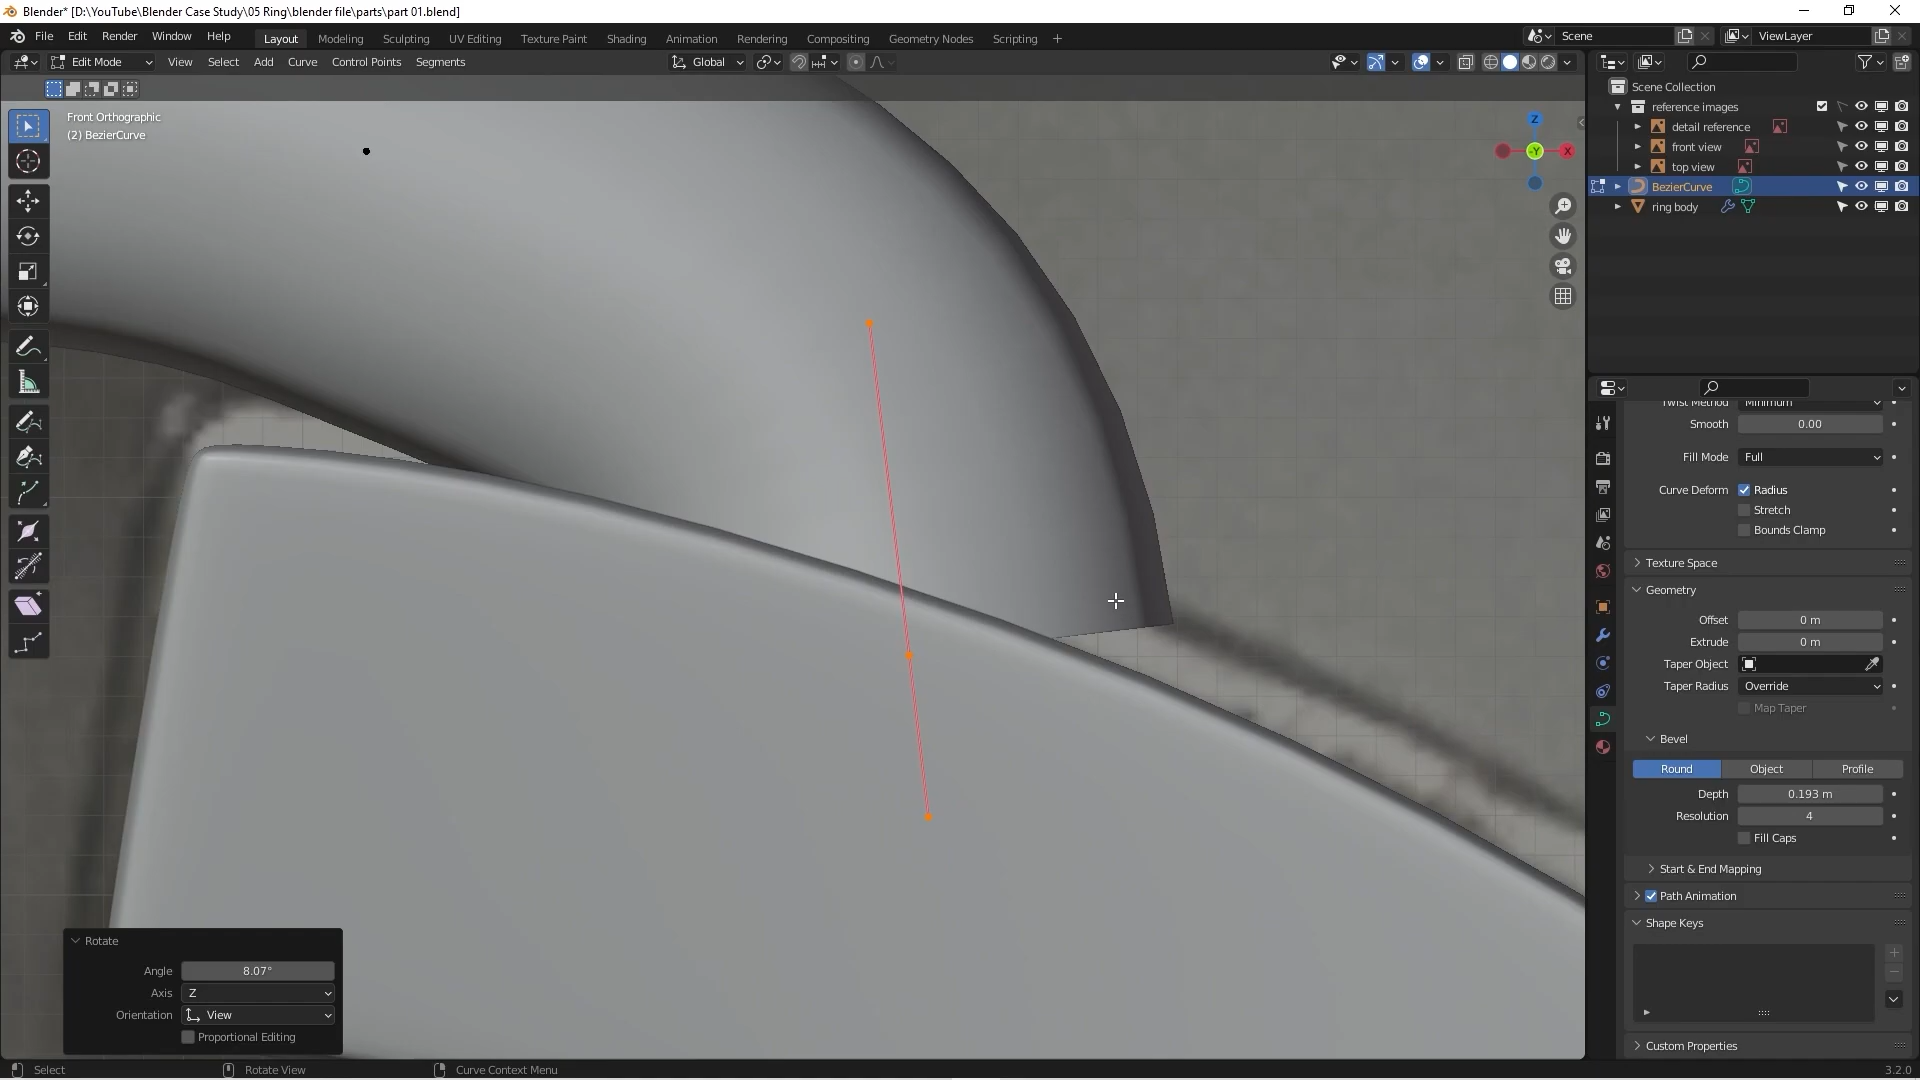 Blender* [D:\YouTube\Blender Case Study\05 Ring\blender file\parts\part 01.blend]
File Edit Render Window Help Layout Modeling Sculpting UV Editing Texture Paint Shading Animation Rendering Compositing Geometry Nodes Scripting + Scene ViewLayer
Edit Mode View Select Add Curve Control Points Segments Global
Front Orthographic
(2) BezierCurve
Z
-Y
X
Scene Collection
reference images
detail reference
front view
top view
BezierCurve
ring body
Twist Method Minimum
Smooth 0.00
Fill Mode Full
Curve Deform Radius
Stretch
Bounds Clamp
Texture Space
Geometry
Offset 0 m
Extrude 0 m
Taper Object
Taper Radius Override
Map Taper
Bevel
Round Object Profile
Depth 0.193 m
Resolution 4
Fill Caps
Start & End Mapping
Path Animation
Shape Keys
Custom Properties
Rotate
Angle 8.07°
Axis Z
Orientation View
Proportional Editing
Select Rotate View Curve Context Menu 3.2.0